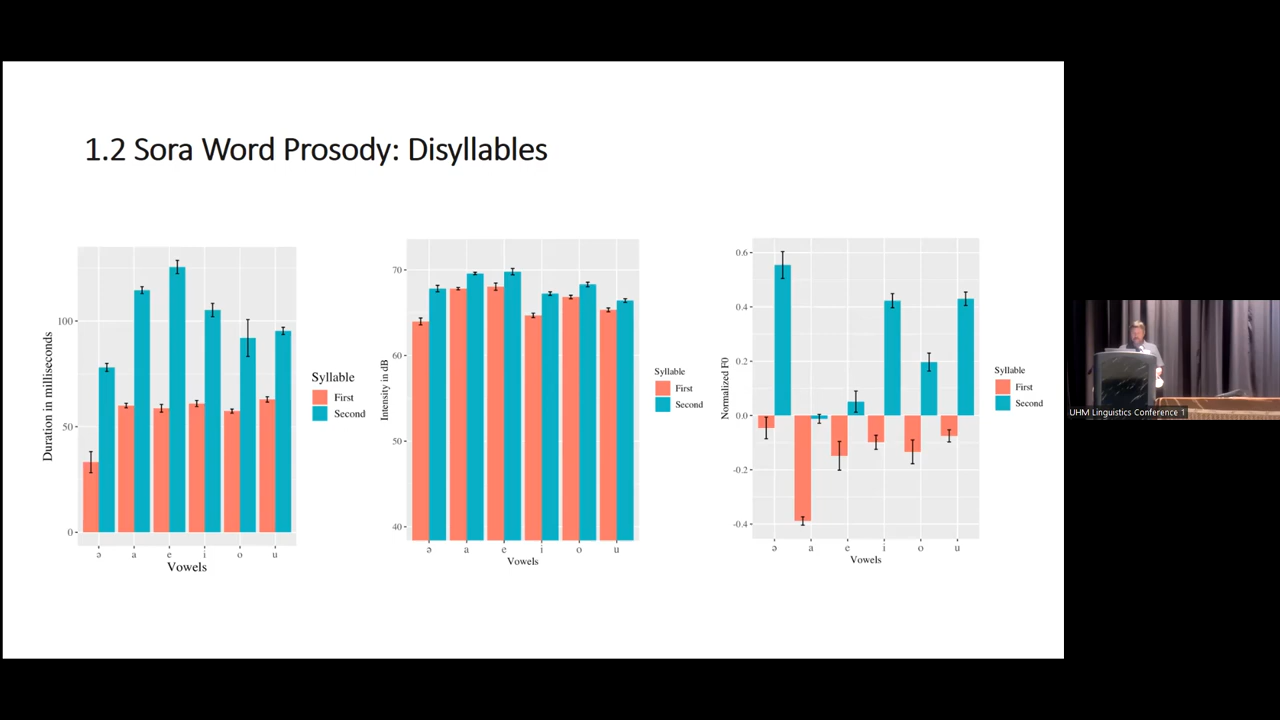 1.2 Sora Word Prosody: Disyllables
Duration in milliseconds
100
50
0
ə a e i o u
Vowels
Syllable
First
Second
Intensity in dB
70
60
50
40
ə a e i o u
Vowels
Syllable
First
Second
Normalized F0
0.6
0.4
0.2
0.0
-0.2
-0.4
ə a e i o u
Vowels
Syllable
First
Second
UHM Linguistics Conference 1